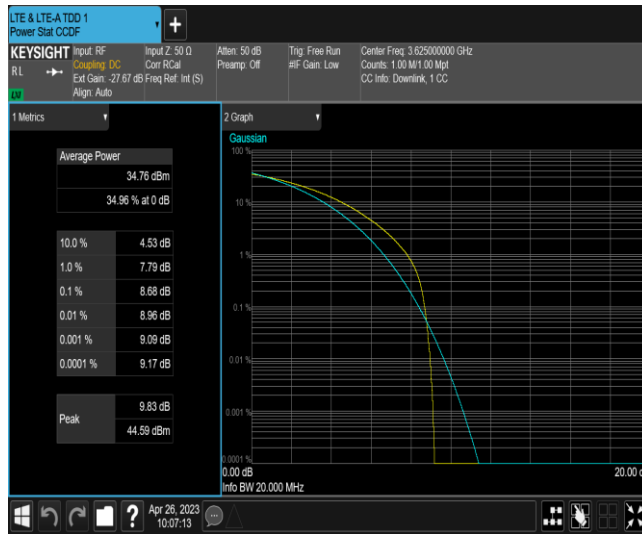 LTE & LTE-A TDD 1
Power Stat CCDF
KEYSIGHT
RL
LXI
Input: RF
Coupling: DC
Ext Gain: -27.67 dB
Align: Auto
Input Z: 50 Ω
Corr RCal
Freq Ref: Int (S)
Atten: 50 dB
Preamp: Off
Trig: Free Run
#IF Gain: Low
Center Freq: 3.625000000 GHz
Counts: 1.00 M/1.00 Mpt
CC Info: Downlink, 1 CC
1 Metrics
Average Power
34.76 dBm
34.96 % at 0 dB
10.0 % 4.53 dB
1.0 % 7.79 dB
0.1 % 8.68 dB
0.01 % 8.96 dB
0.001 % 9.09 dB
0.0001 % 9.17 dB
Peak
9.83 dB
44.59 dBm
2 Graph
Gaussian
100 %
10 %
1 %
0.1 %
0.01 %
0.001 %
0.0001 %
0.00 dB
20.00
Info BW 20.000 MHz
?
Apr 26, 2023
10:07:13